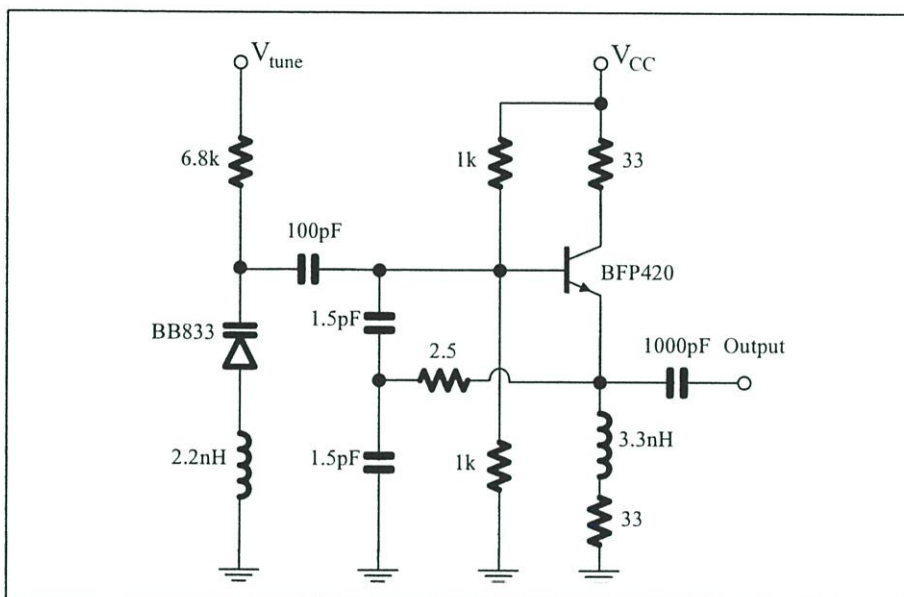 V_tune
V_CC
6.8k
1k
33
100pF
BFP420
BB833
1.5pF
2.5
1000pF Output
2.2nH
1.5pF
1k
3.3nH
33